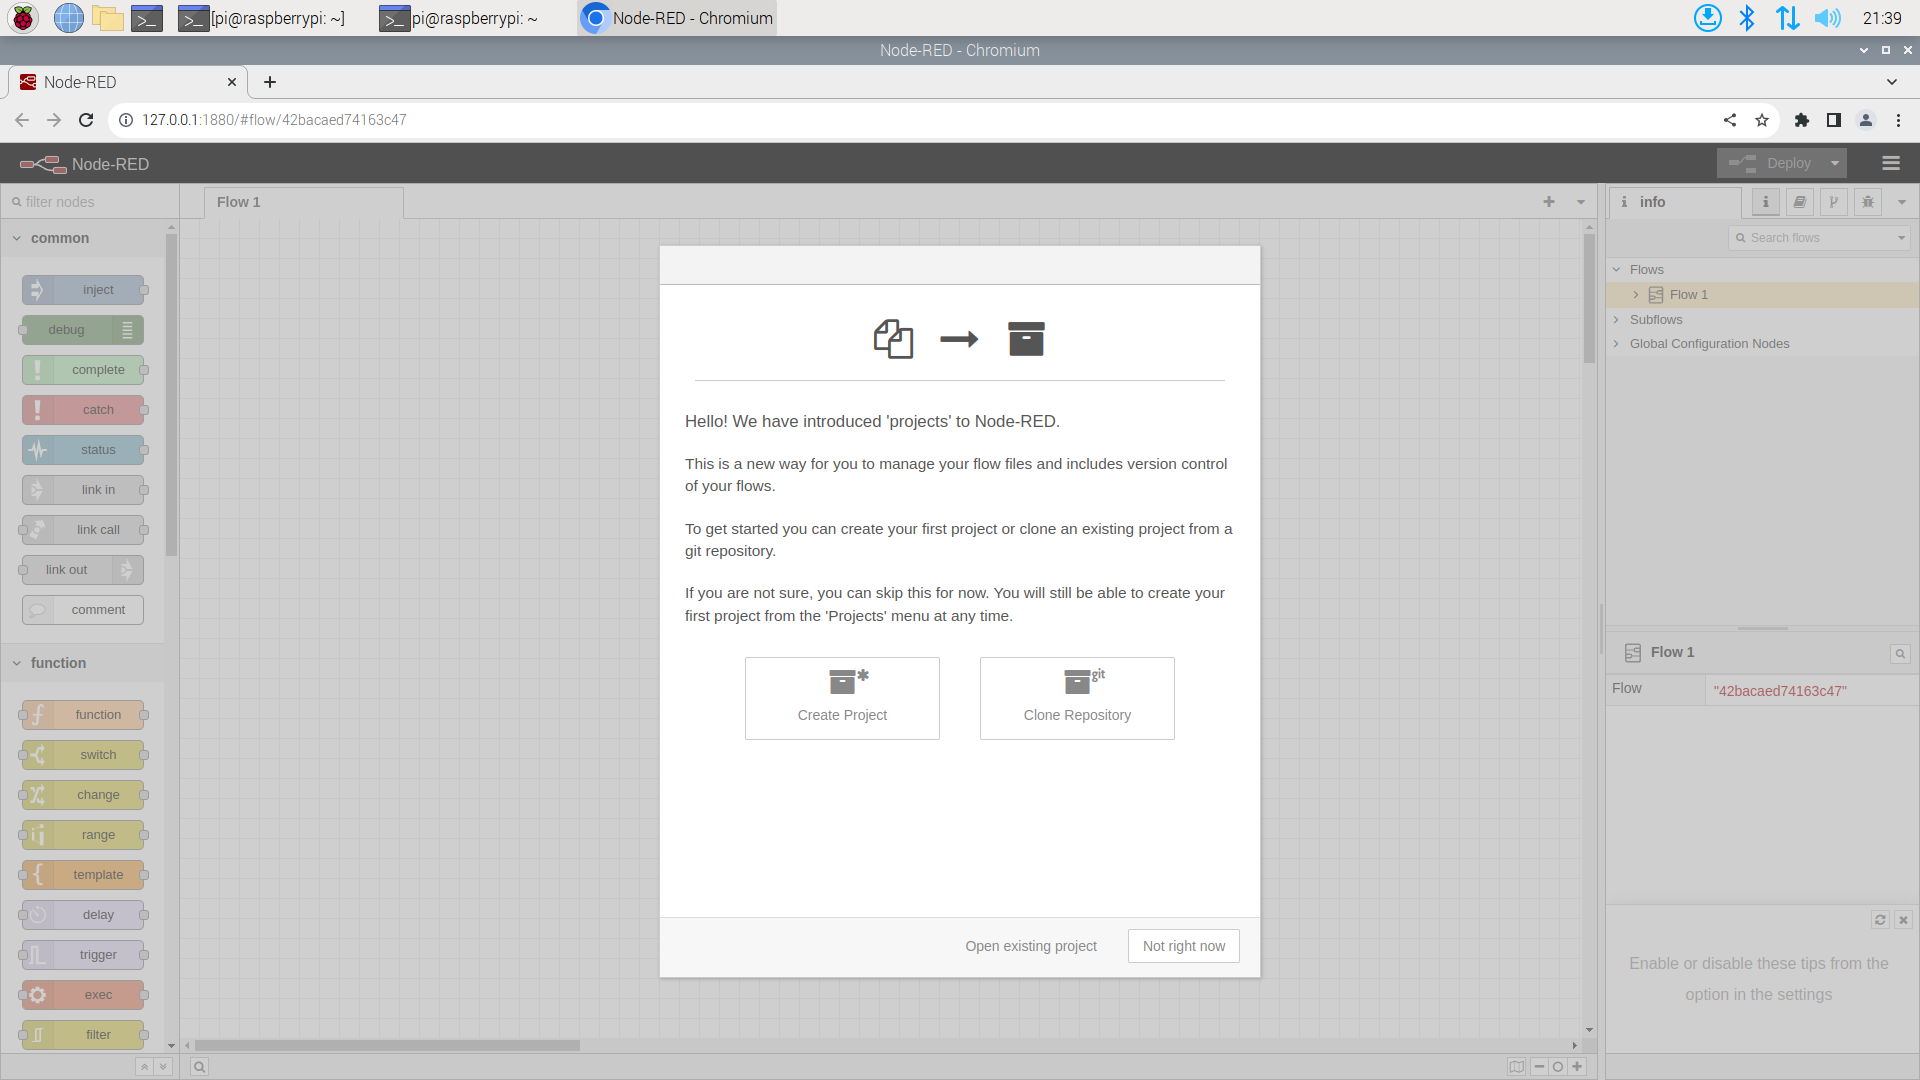 [pi@raspberrypi: ~]
pi@raspberrypi: ~
Node-RED - Chromium
21:39
Node-RED - Chromium
Node-RED
127.0.0.1:1880/#flow/42bacaed74163c47
Node-RED
Deploy
filter nodes
Flow 1
info
Search flows
common
inject
debug
complete
catch
status
link in
link call
link out
comment
function
function
switch
change
range
template
delay
trigger
exec
filter
Hello! We have introduced 'projects' to Node-RED.
This is a new way for you to manage your flow files and includes version control
of your flows.
To get started you can create your first project or clone an existing project from a
git repository.
If you are not sure, you can skip this for now. You will still be able to create your
first project from the 'Projects' menu at any time.
Create Project
git
Clone Repository
Open existing project
Not right now
Flows
Flow 1
Subflows
Global Configuration Nodes
Flow 1
Flow
"42bacaed74163c47"
Enable or disable these tips from the
option in the settings